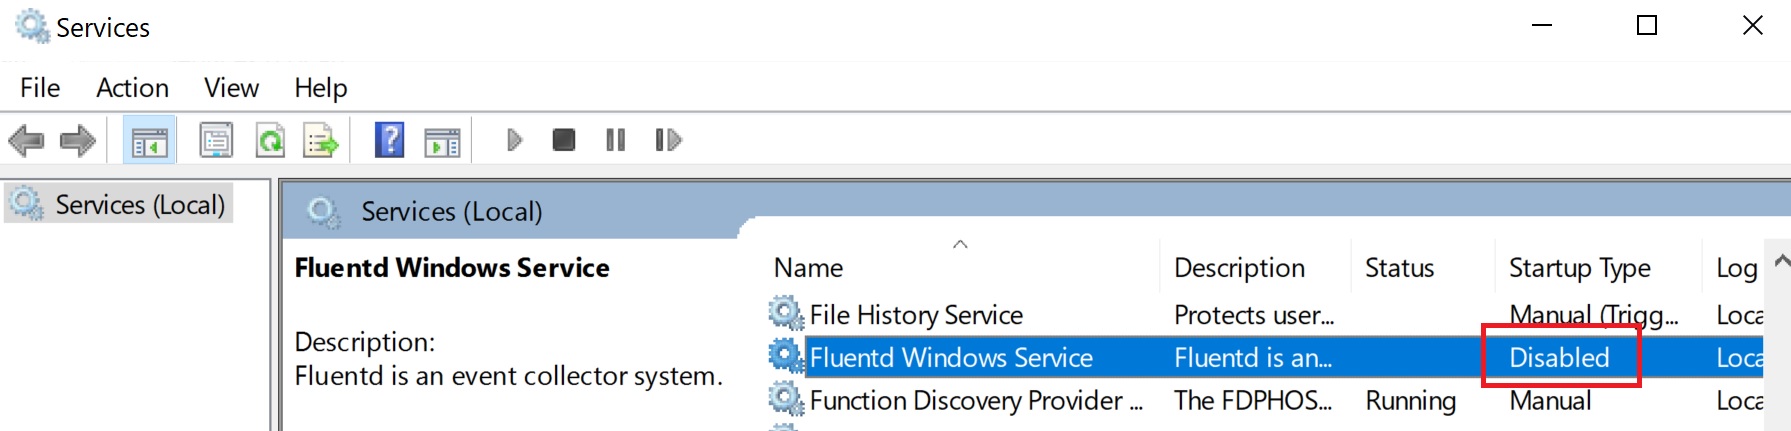 Services
File Action View Help
Services (Local)
Services (Local)
Fluentd Windows Service
Description:
Fluentd is an event collector system.
Name Description Status Startup Type Log
File History Service Protects user... Manual (Trigg... Loca
Fluentd Windows Service Fluentd is an... Disabled Loca
Function Discovery Provider ... The FDPHOS... Running Manual Loca